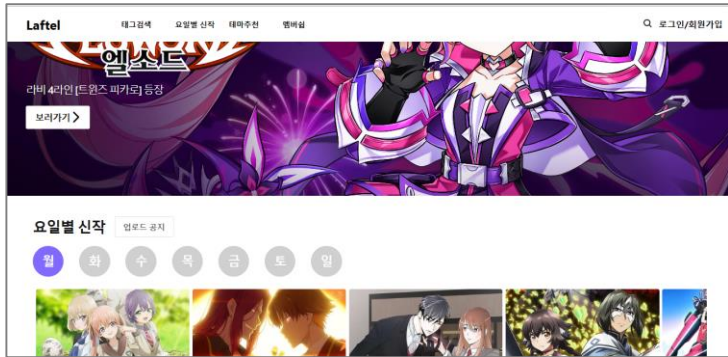 Laftel 태그검색 요일별 신작 테마추천 멤버쉽 로그인/회원가입
엘소드
라비 4라인 [트윈즈 피카로] 등장
보러가기
요일별 신작 업로드 공지
월 화 수 목 금 토 일